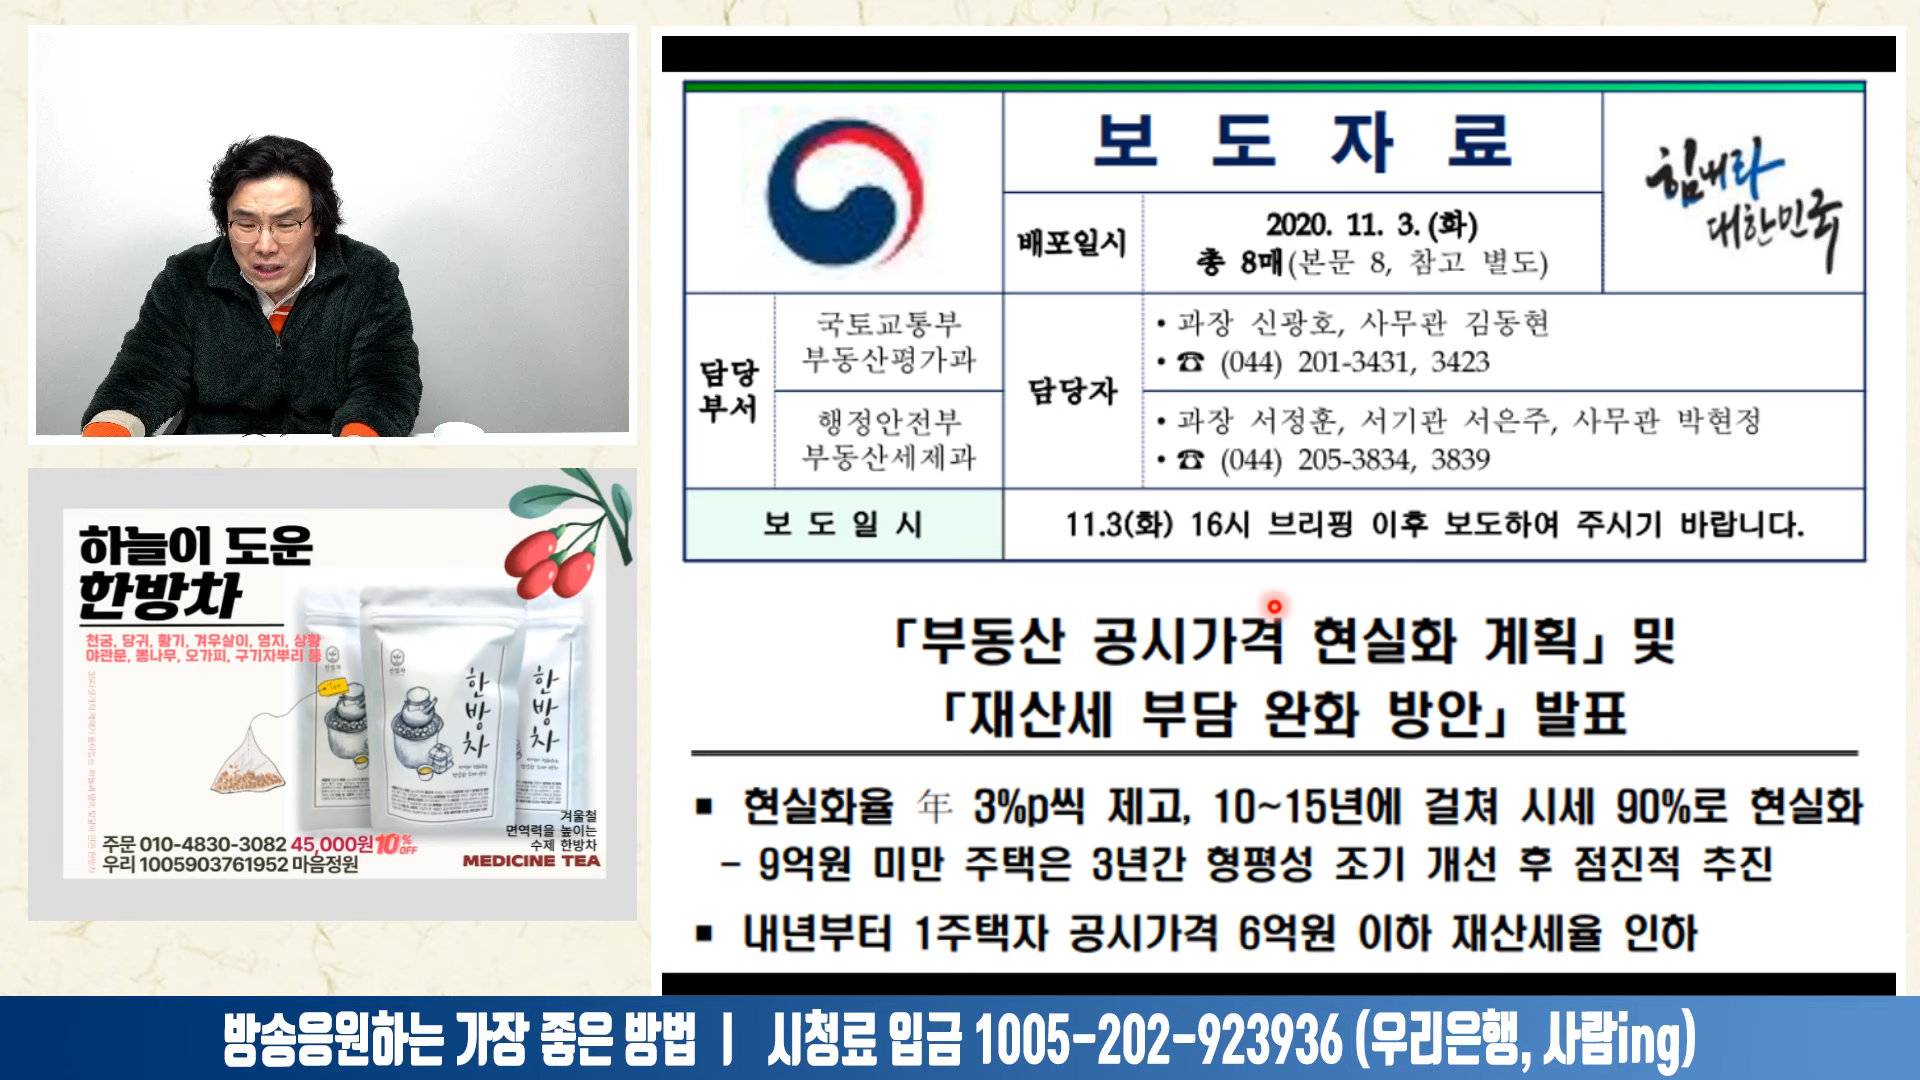 보 도 자 료
힘내라
대한민국
배포일시
2020. 11. 3. (화)
총 8매(본문 8, 참고 별도)
담당
부서
국토교통부
부동산평가과
담당자
• 과장 신광호, 사무관 김동현
• ☎ (044) 201-3431, 3423
행정안전부
부동산세제과
• 과장 서정훈, 서기관 서은주, 사무관 박현정
• ☎ (044) 205-3834, 3839
보 도 일 시
11.3(화) 16시 브리핑 이후 보도하여 주시기 바랍니다.
「부동산 공시가격 현실화 계획」 및
「재산세 부담 완화 방안」 발표
■ 현실화율 年 3%p씩 제고, 10~15년에 걸쳐 시세 90%로 현실화
- 9억원 미만 주택은 3년간 형평성 조기 개선 후 점진적 추진
■ 내년부터 1주택자 공시가격 6억원 이하 재산세율 인하
하늘이 도운
한방차
천궁, 당귀, 황기, 겨우살이, 영지, 상황
야관문, 뽕나무, 오가피, 구기자뿌리 등
한방차
한방차
겨울철
면역력을 높이는
수제 한방차
MEDICINE TEA
주문 010-4830-3082 45,000원 10% OFF
우리 1005903761952 마음정원
방송응원하는 가장 좋은 방법 ㅣ 시청료 입금 1005-202-923936 (우리은행, 사람ing)